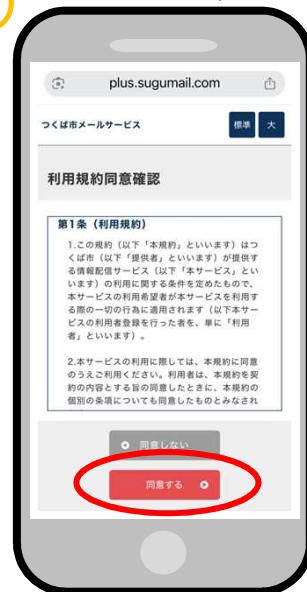 plus.sugumail.com
つくば市メールサービス
標準 大
利用規約同意確認
第1条（利用規約）
1.この規約（以下「本規約」といいます）はつ
くば市（以下「提供者」といいます）が提供す
る情報配信サービス（以下「本サービス」とい
います）の利用に関する条件を定めたもので、
本サービスの利用希望者が本サービスを利用す
る際の一切の行為に適用されます（以下本サー
ビスの利用者登録を行った者を、単に「利用
者」といいます）。
2.本サービスの利用に際しては、本規約に同意
のうえご利用ください。利用者は、本規約を契
約の内容とする旨の同意したときに、本規約の
個別の条項についても同意したものとみなされ
同意しない
同意する